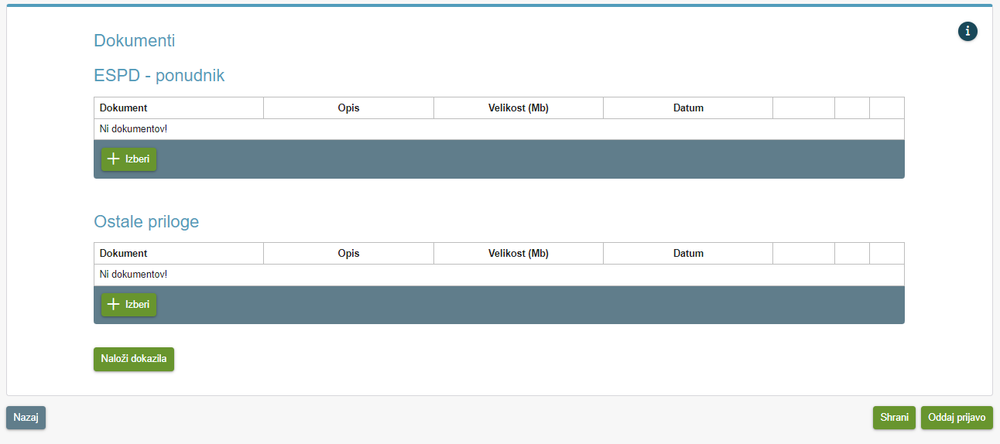 Dokumenti
ESPD - ponudnik
Dokument Opis Velikost (Mb) Datum
Ni dokumentov!
Izberi
Ostale priloge
Dokument Opis Velikost (Mb) Datum
Ni dokumentov!
Izberi
Naloži dokazila
Nazaj Shrani Oddaj prijavo